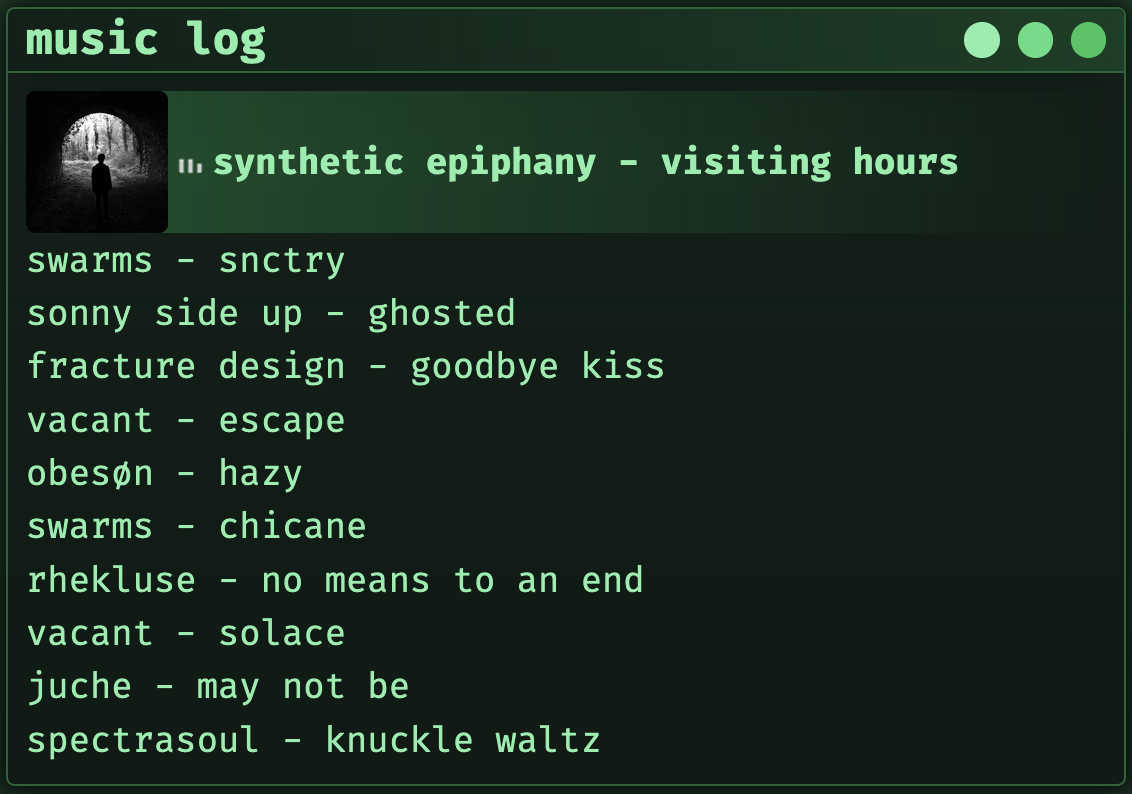 music log
synthetic epiphany - visiting hours
swarms - snctry
sonny side up - ghosted
fracture design - goodbye kiss
vacant - escape
obesøn - hazy
swarms - chicane
rhekluse - no means to an end
vacant - solace
juche - may not be
spectrasoul - knuckle waltz